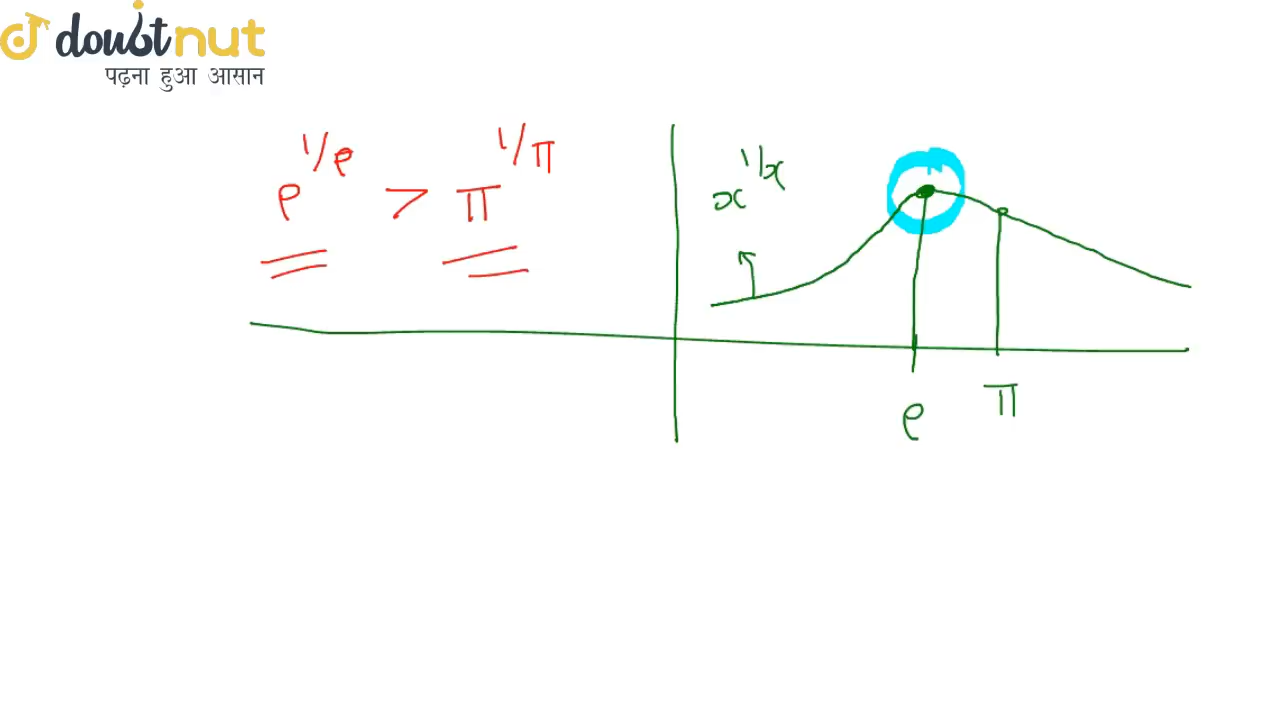 doubtnut
पढ़ना हुआ आसान
e^{1/e} > π^{1/π}
x^{1/x}
e
π